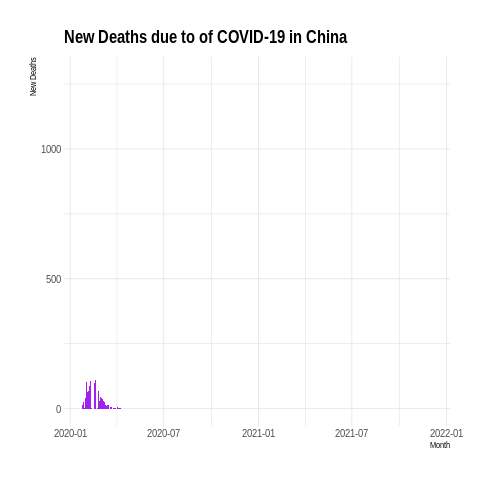 New Deaths due to of COVID-19 in China
New Deaths
1000
500
0
2020-01 2020-07 2021-01 2021-07 2022-01
Month